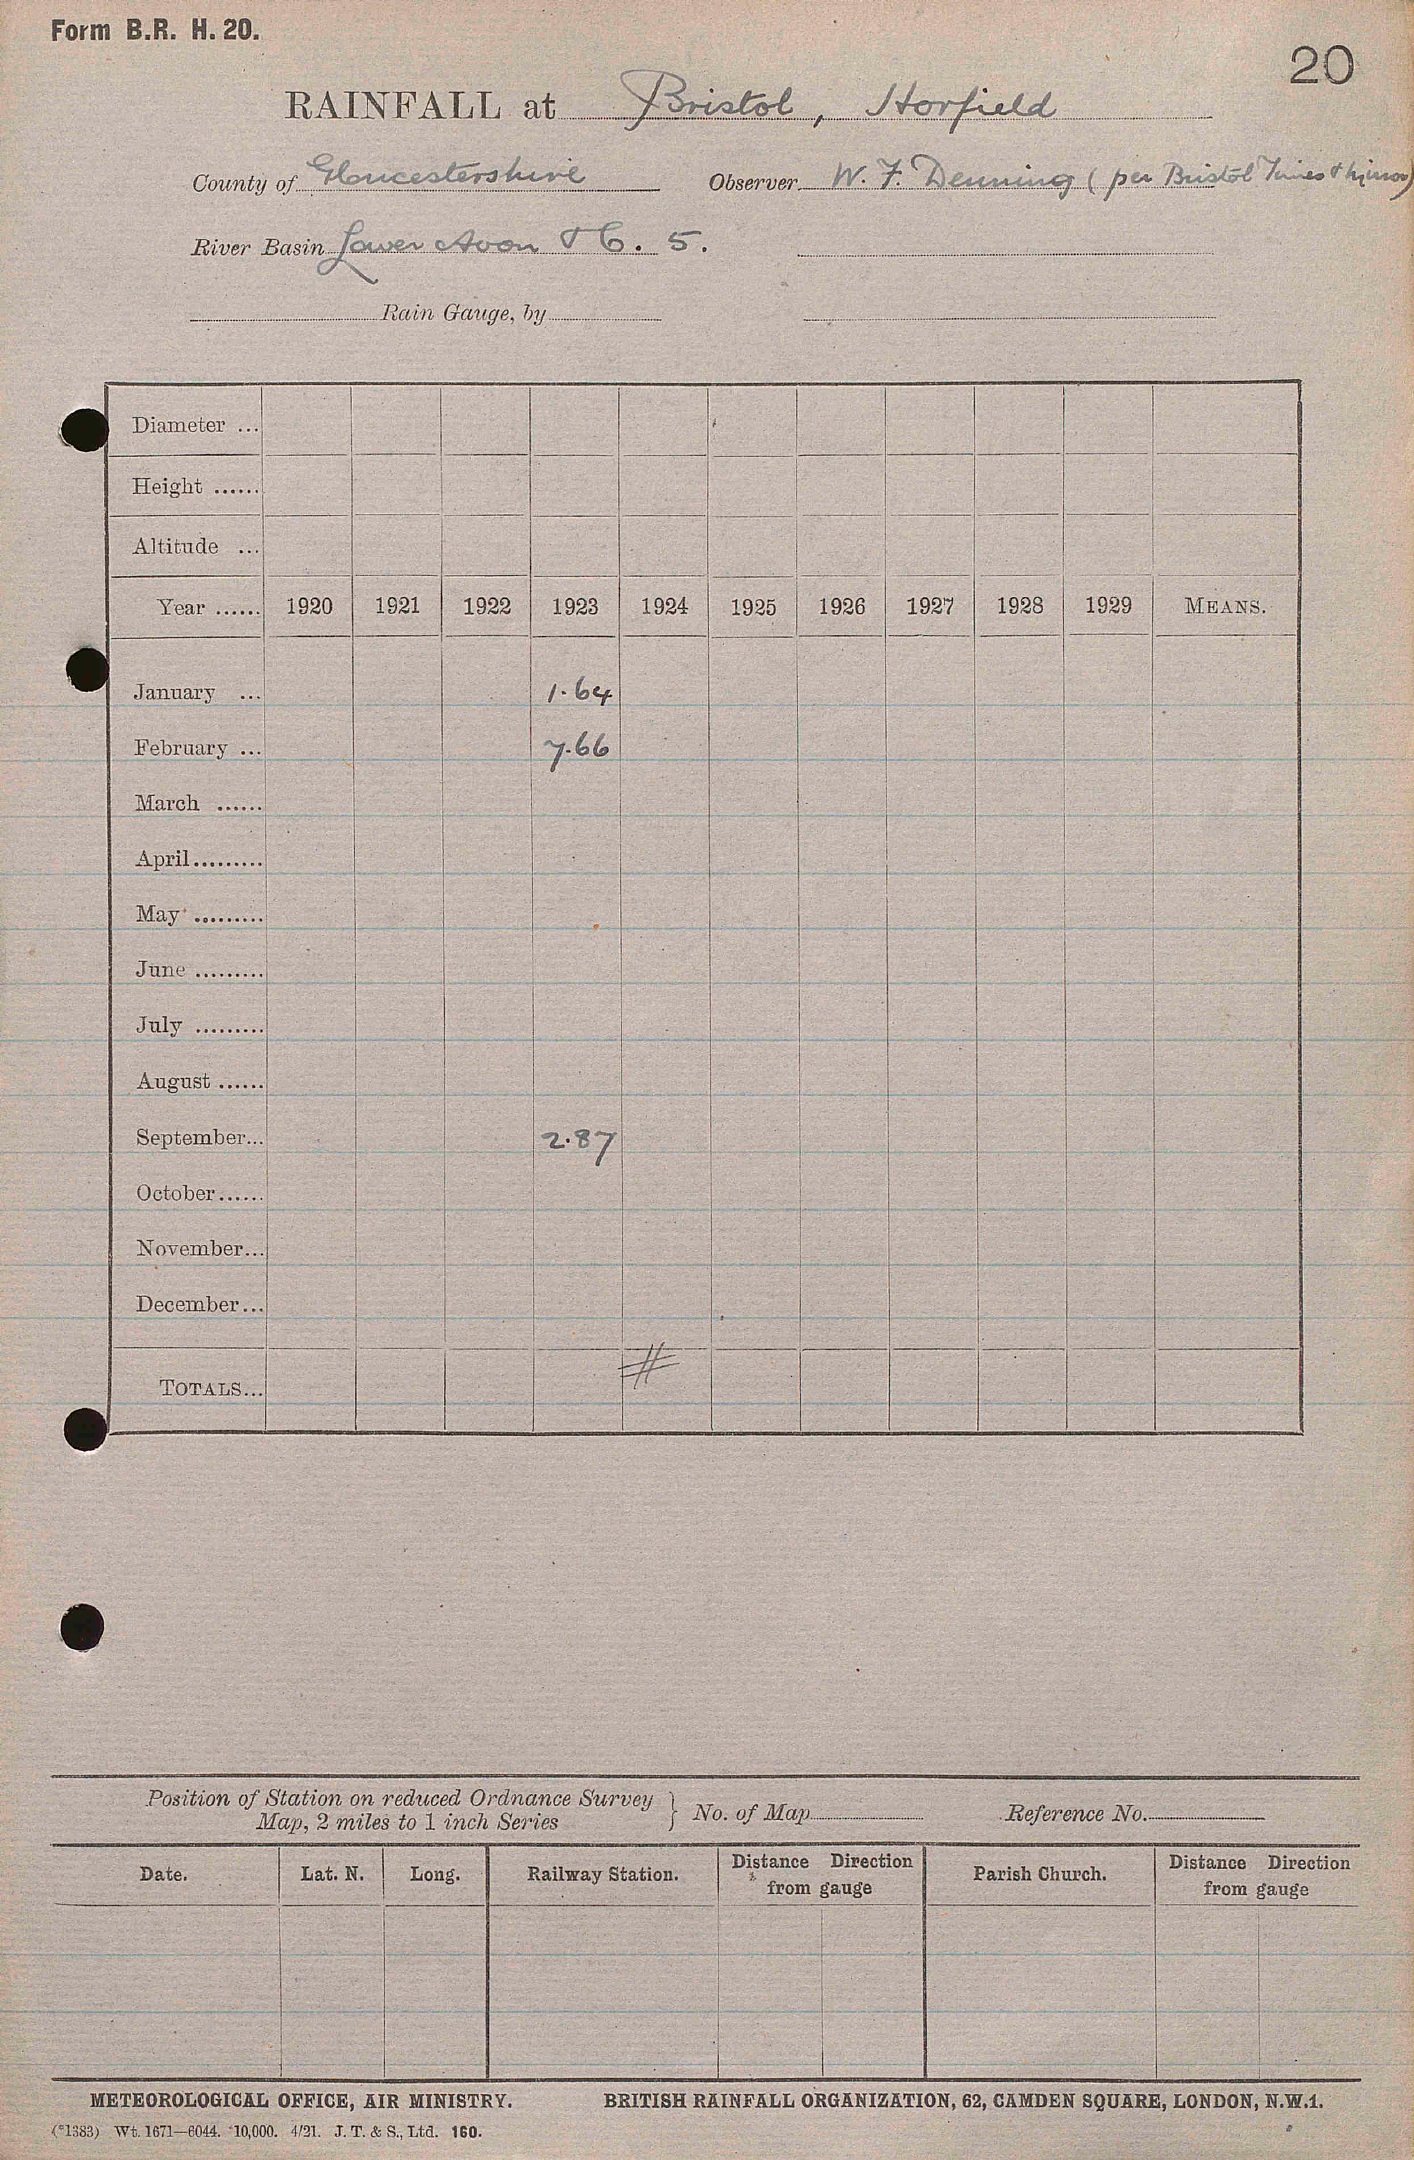 Form B.R. H. 20.
20
RAINFALL at Bristol, Horfield
County of Gloucestershire Observer W. F. Denning (per Bristol Times & Mirror)
River Basin Lower Avon & C. 5.
Rain Gauge, by
Diameter ...
Height ......
Altitude ...
Year ...... 1920 1921 1922 1923 1924 1925 1926 1927 1928 1929 MEANS.
January ... 1.64
February ... 7.66
March ......
April.........
May .........
June .........
July .........
August ......
September... 2.87
October......
November...
December...
#
TOTALS...
Position of Station on reduced Ordnance Survey
Map, 2 miles to 1 inch Series } No. of Map Reference No.
Date. Lat. N. Long. Railway Station. Distance Direction from gauge Parish Church. Distance Direction from gauge
METEOROLOGICAL OFFICE, AIR MINISTRY. BRITISH RAINFALL ORGANIZATION, 62, CAMDEN SQUARE, LONDON, N.W.1.
(*1383) Wt. 1671—6044. 10,000. 4/21. J. T. & S., Ltd. 160.